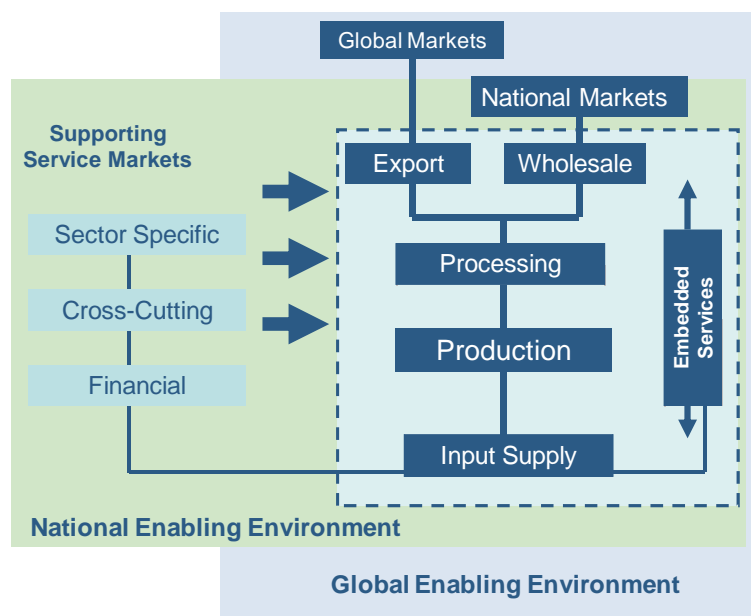 Global Markets
National Markets
Supporting
Service Markets
Export
Wholesale
Sector Specific
Processing
Cross-Cutting
Production
Embedded
Services
Financial
Input Supply
National Enabling Environment
Global Enabling Environment